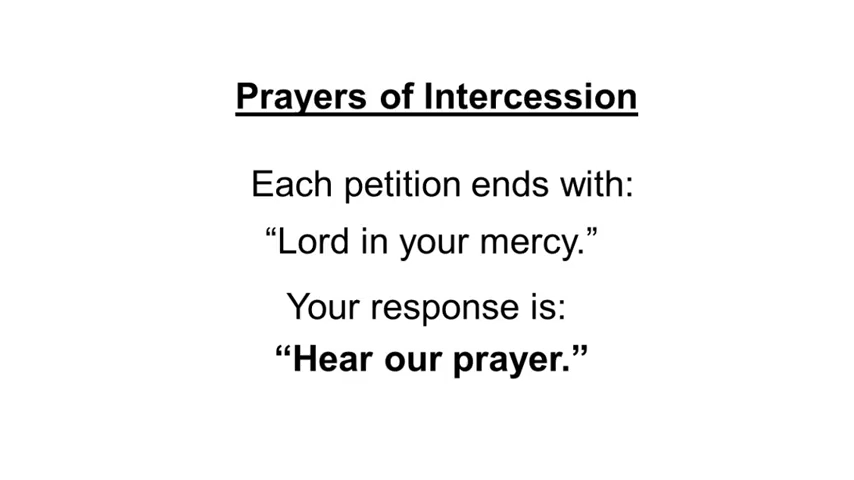 Prayers of Intercession
Each petition ends with:
“Lord in your mercy.”
Your response is:
“Hear our prayer.”